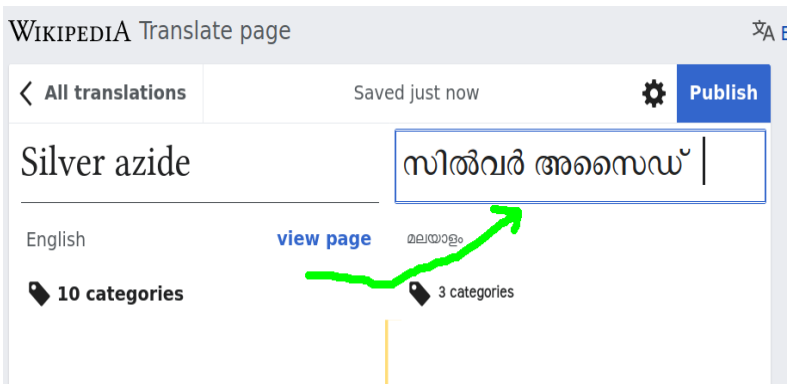 WIKIPEDIA Translate page
All translations Saved just now Publish
Silver azide സിൽവർ അസൈഡ്
English view page മലയാളം
10 categories 3 categories